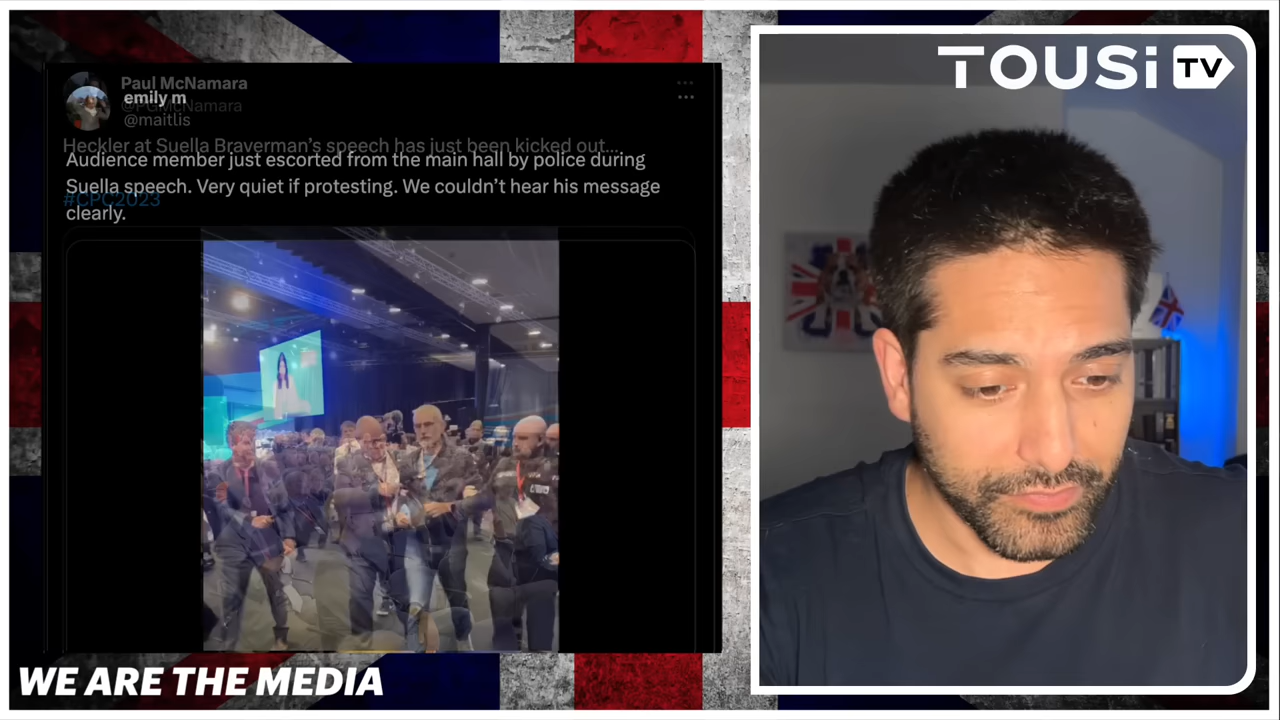 TOUSi TV
Paul McNamara
emily m
@PGMcNamara
@maitlis
Heckler at Suella Braverman's speech has just been kicked out...
Audience member just escorted from the main hall by police during
Suella speech. Very quiet if protesting. We couldn't hear his message
#CPC2023
clearly.
WE ARE THE MEDIA